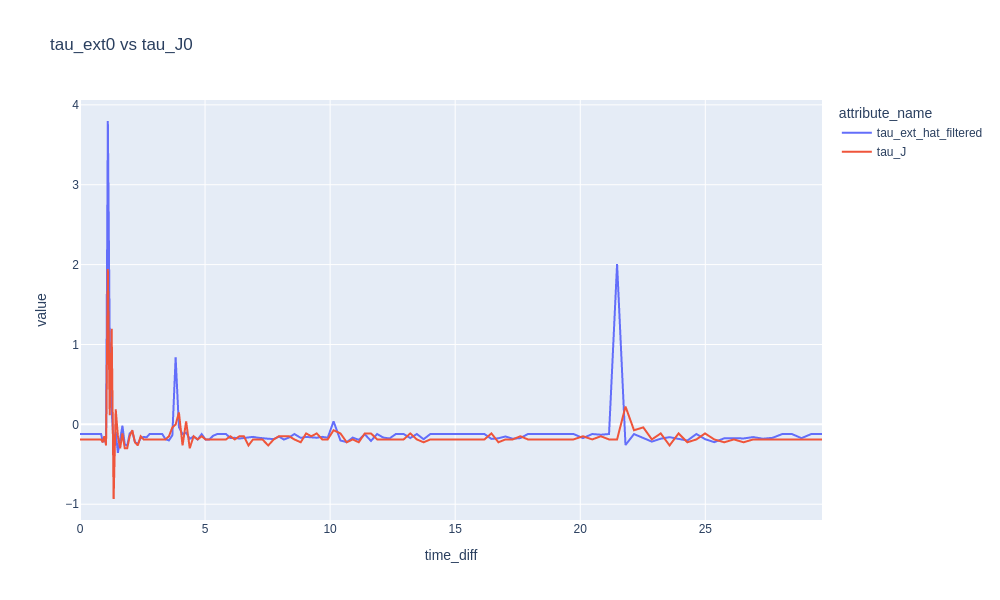 tau_ext0 vs tau_J0
attribute_name
tau_ext_hat_filtered
tau_J
value
4
3
2
1
0
−1
0
5
10
15
20
25
time_diff